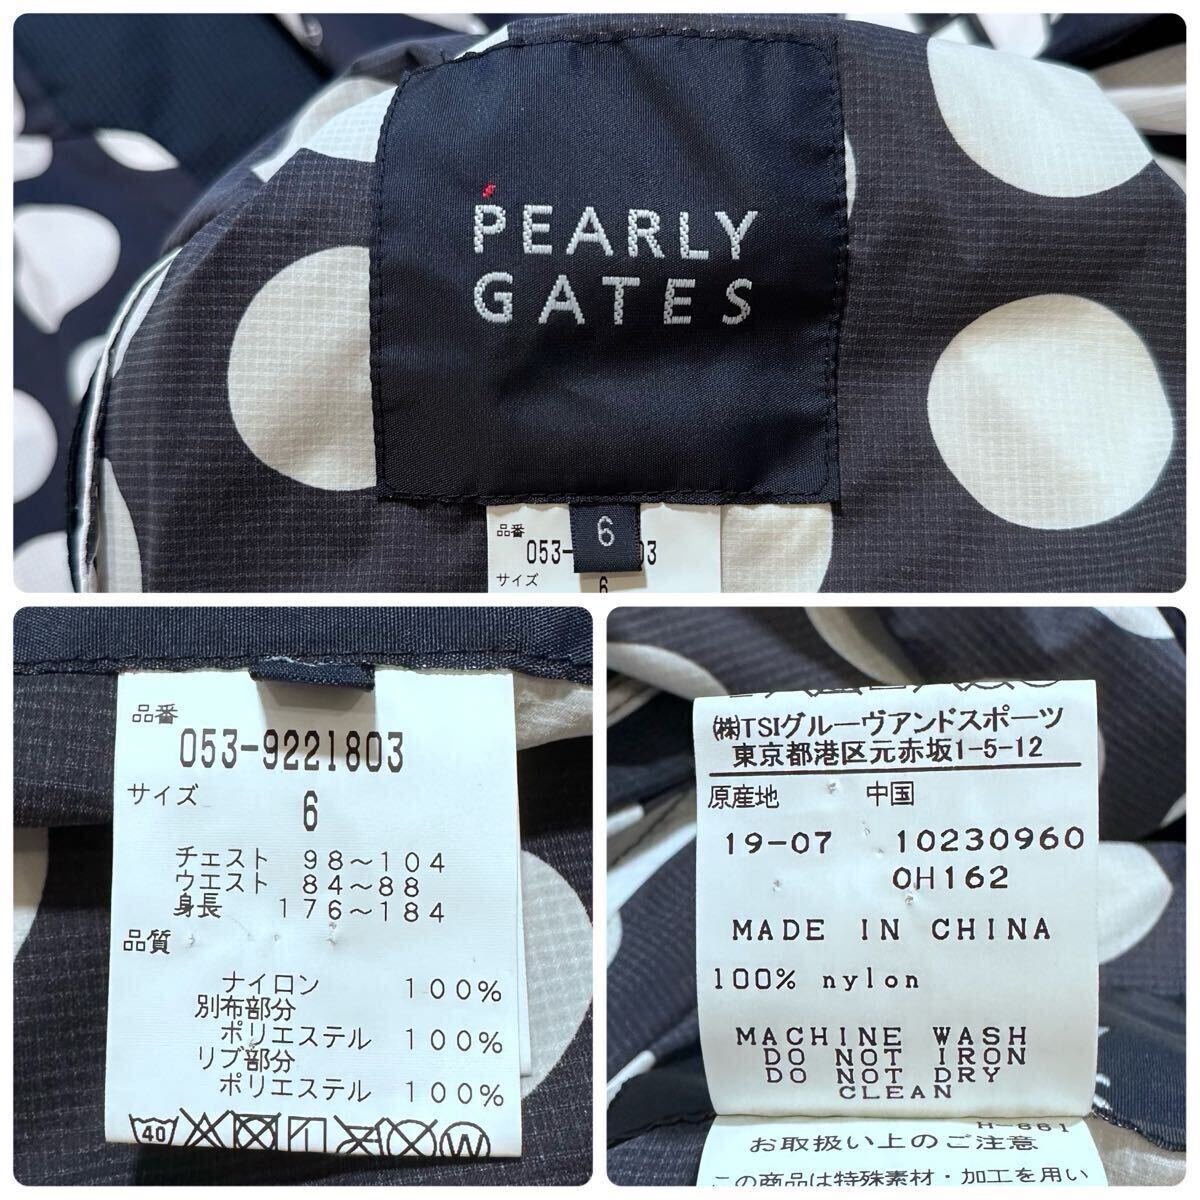 PEARLY
GATES
6
品番
053- 03
サイズ
6
品番
053-9221803
サイズ
6
チェスト 98～104
ウエスト 84～88
身長 176～184
品質
ナイロン 100%
別布部分
ポリエステル 100%
リブ部分
ポリエステル 100%
40
W
㈱TSIグルーヴアンドスポーツ
東京都港区元赤坂1-5-12
原産地 中国
19-07 10230960
0H162
MADE IN CHINA
100% nylon
MACHINE WASH
DO NOT IRON
DO NOT DRY
CLEAN
H-661
お取扱い上のご注意
この商品は特殊素材・加工を用い